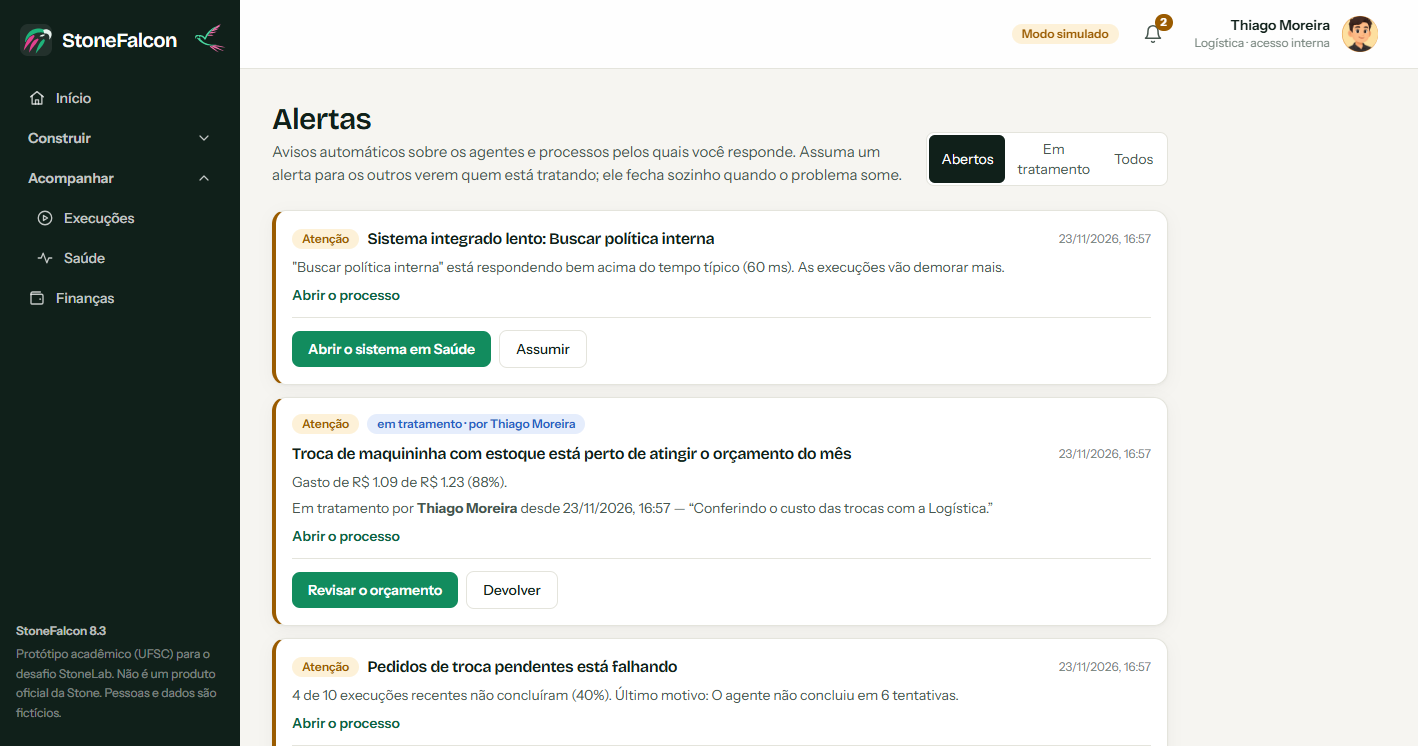 StoneFalcon
Início
Construir
Acompanhar
Execuções
Saúde
Finanças
StoneFalcon 8.3
Protótipo acadêmico (UFSC) para o
desafio StoneLab. Não é um produto
oficial da Stone. Pessoas e dados são
fictícios.
Modo simulado
2
Thiago Moreira
Logística · acesso interna
Alertas
Avisos automáticos sobre os agentes e processos pelos quais você responde. Assuma um
alerta para os outros verem quem está tratando; ele fecha sozinho quando o problema some.
Abertos
Em
tratamento
Todos
Atenção Sistema integrado lento: Buscar política interna 23/11/2026, 16:57
"Buscar política interna" está respondendo bem acima do tempo típico (60 ms). As execuções vão demorar mais.
Abrir o processo
Abrir o sistema em Saúde Assumir
Atenção em tratamento · por Thiago Moreira
Troca de maquininha com estoque está perto de atingir o orçamento do mês 23/11/2026, 16:57
Gasto de R$ 1.09 de R$ 1.23 (88%).
Em tratamento por Thiago Moreira desde 23/11/2026, 16:57 — “Conferindo o custo das trocas com a Logística.”
Abrir o processo
Revisar o orçamento Devolver
Atenção Pedidos de troca pendentes está falhando 23/11/2026, 16:57
4 de 10 execuções recentes não concluíram (40%). Último motivo: O agente não concluiu em 6 tentativas.
Abrir o processo